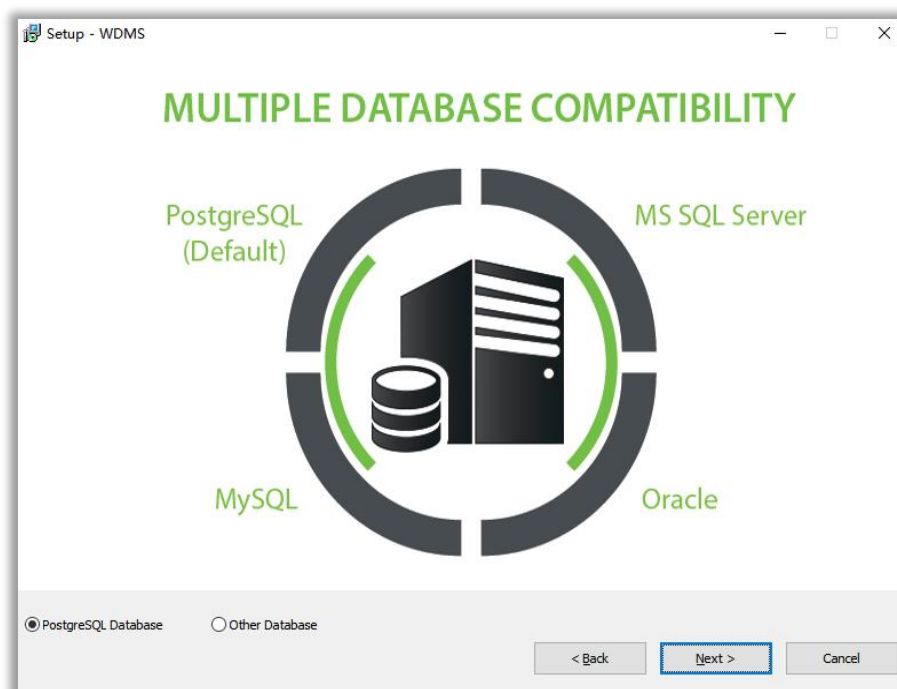 Setup - WDMS
MULTIPLE DATABASE COMPATIBILITY
PostgreSQL
(Default)
MS SQL Server
MySQL
Oracle
PostgreSQL Database
Other Database
< Back
Next >
Cancel